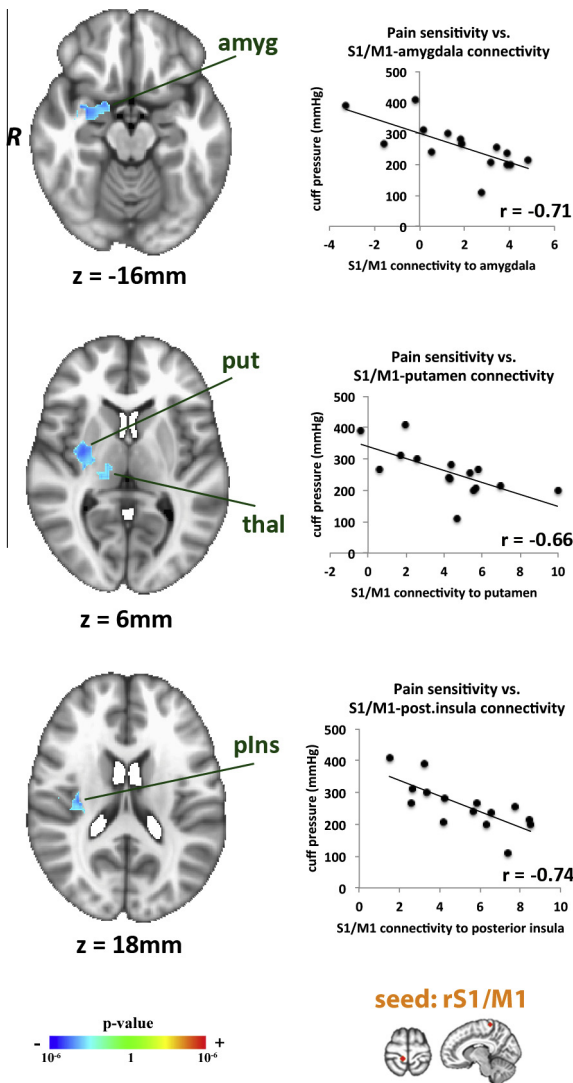 amyg
R
z = -16mm
Pain sensitivity vs.
S1/M1-amygdala connectivity
cuff pressure (mmHg)
500
400
300
200
100
0
-4 -2 0 2 4 6
r = -0.71
S1/M1 connectivity to amygdala
put
thal
z = 6mm
Pain sensitivity vs.
S1/M1-putamen connectivity
cuff pressure (mmHg)
500
400
300
200
100
0
-2 0 2 4 6 8 10
r = -0.66
S1/M1 connectivity to putamen
pIns
z = 18mm
Pain sensitivity vs.
S1/M1-post.insula connectivity
cuff pressure (mmHg)
500
400
300
200
100
0
0 2 4 6 8 10
r = -0.74
S1/M1 connectivity to posterior insula
p-value
- +
10-6 1 10-6
seed: rS1/M1